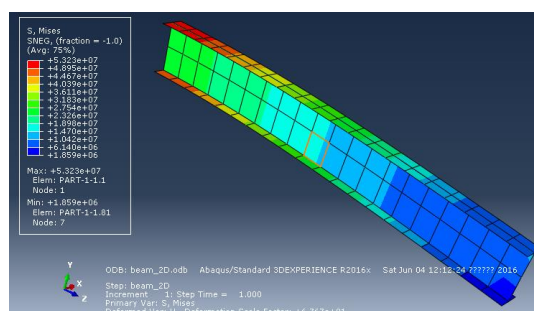 S, Mises
SNEG, (fraction = -1.0)
(Avg: 75%)
+5.323e+07
+4.895e+07
+4.467e+07
+4.039e+07
+3.611e+07
+3.183e+07
+2.754e+07
+2.326e+07
+1.898e+07
+1.470e+07
+1.042e+07
+6.140e+06
+1.859e+06
Max: +5.323e+07
Elem: PART-1-1.1
Node: 1
Min: +1.859e+06
Elem: PART-1-1.81
Node: 7
Y
X
Z
ODB: beam_2D.odb Abaqus/Standard 3DEXPERIENCE R2016x Sat Jun 04 12:12:24 ?????? 2016
Step: beam_2D
Increment 1: Step Time = 1.000
Primary Var: S, Mises